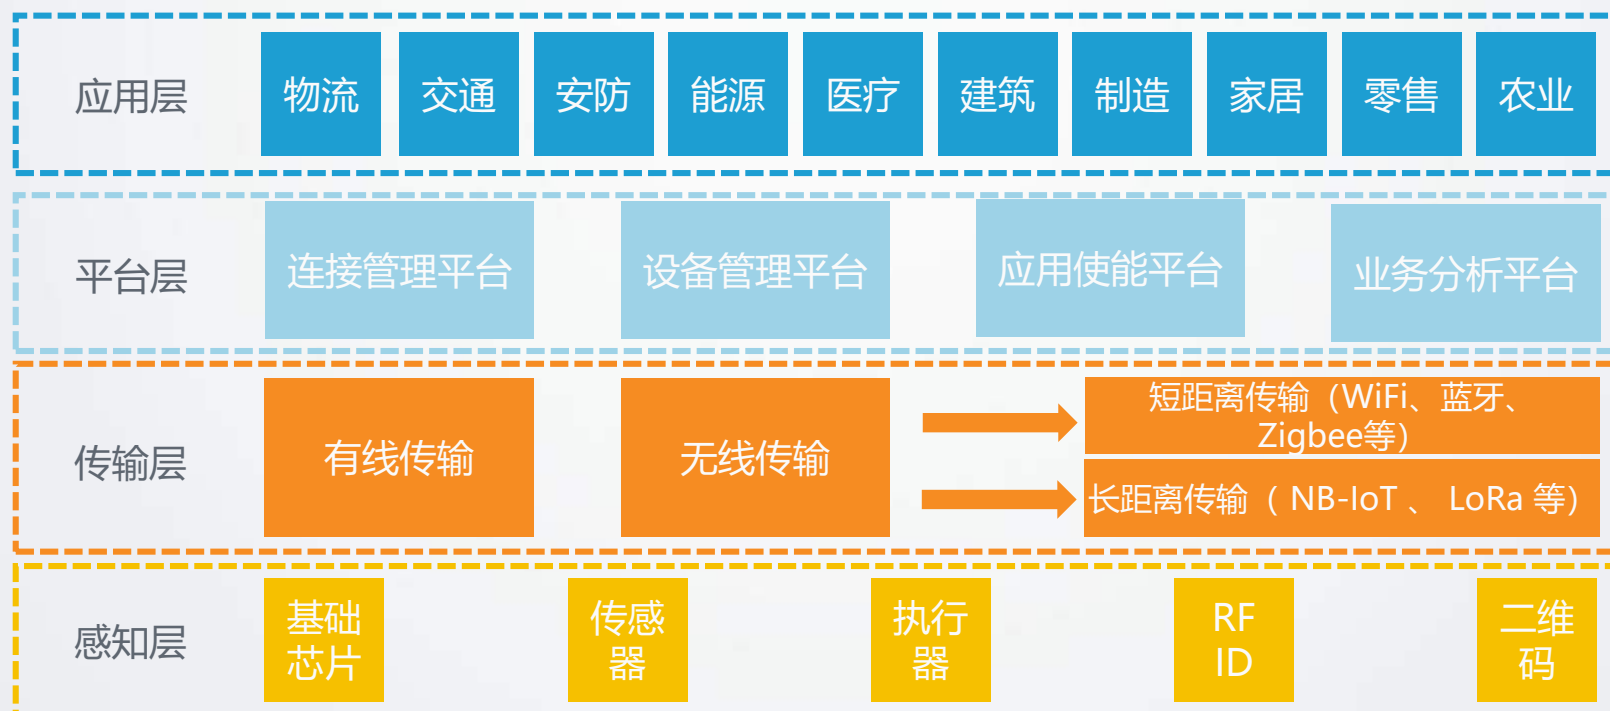 应用层
物流
交通
安防
能源
医疗
建筑
制造
家居
零售
农业
平台层
连接管理平台
设备管理平台
应用使能平台
业务分析平台
传输层
有线传输
无线传输
短距离传输（WiFi、蓝牙、
Zigbee等）
长距离传输（ NB-IoT 、 LoRa 等）
感知层
基础
芯片
传感
器
执行
器
RF
ID
二维
码